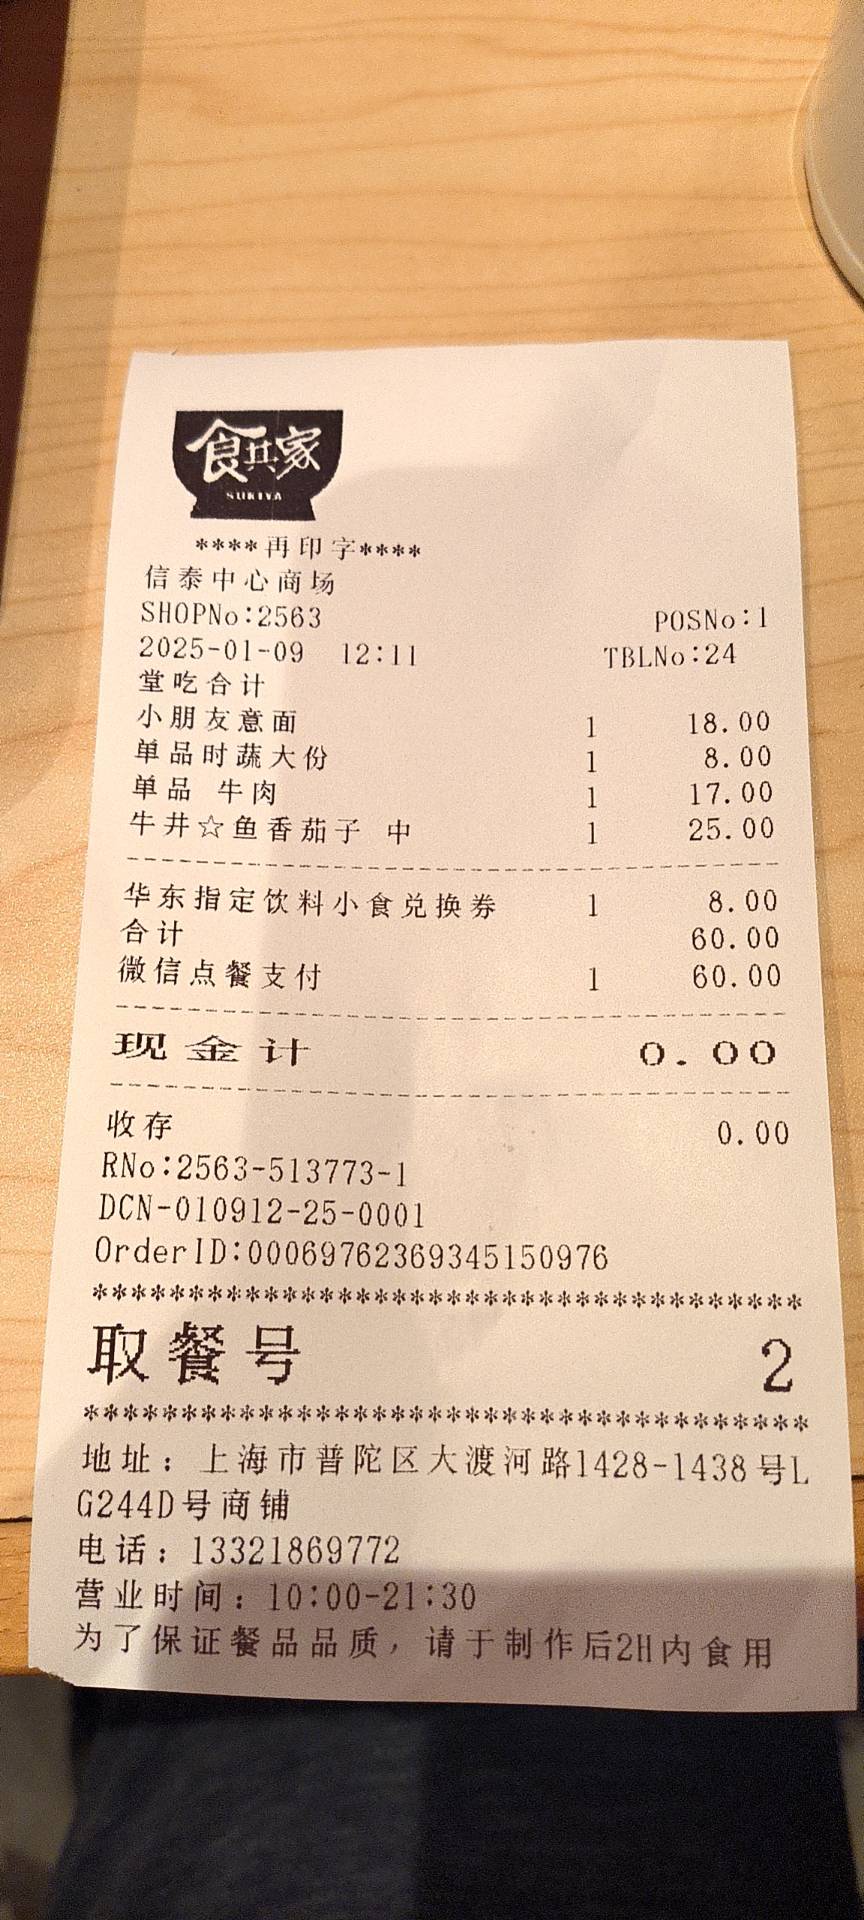 食其家
SUKIYA
****再印字****
信泰中心商场
SHOPNo:2563 POSNo:1
2025-01-09 12:11 TBLNo:24
堂吃合计
小朋友意面 1 18.00
单品时蔬大份 1 8.00
单品 牛肉 1 17.00
牛井☆鱼香茄子 中 1 25.00
华东指定饮料小食兑换券 1 8.00
合计 60.00
微信点餐支付 1 60.00
现金计 0.00
收存 0.00
RNo:2563-513773-1
DCN-010912-25-0001
OrderID:00069762369345150976
**************************************
取餐号 2
**************************************
地址：上海市普陀区大渡河路1428-1438号L
G244D号商铺
电话：13321869772
营业时间：10:00-21:30
为了保证餐品品质，请于制作后2H内食用